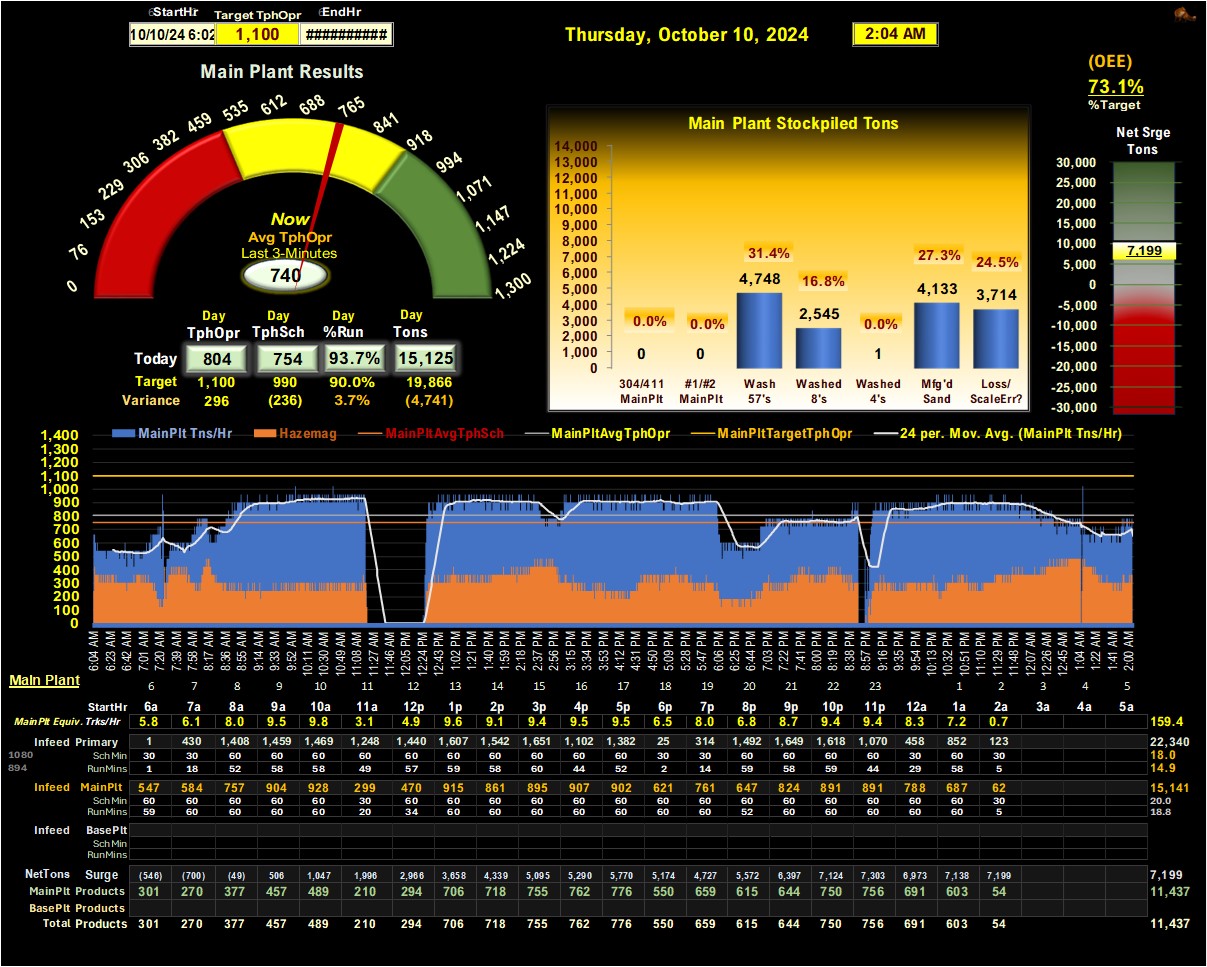 StartHr Target TphOpr EndHr
10/10/24 6:02 1,100 ##########
Thursday, October 10, 2024 2:04 AM
(OEE)
73.1%
%Target
Main Plant Results
0 76 153 229 306 382 459 535 612 688 765 841 918 994 1,071 1,147 1,224 1,300
Now
Avg TphOpr
Last 3-Minutes
740
Day Day Day Day
TphOpr TphSch %Run Tons
Today 804 754 93.7% 15,125
Target 1,100 990 90.0% 19,866
Variance 296 (236) 3.7% (4,741)
Main Plant Stockpiled Tons
14,000
13,000
12,000
11,000
10,000
9,000
8,000
7,000
6,000
5,000
4,000
3,000
2,000
1,000
0
0.0% 0.0% 31.4% 16.8% 0.0% 27.3% 24.5%
0 0 4,748 2,545 1 4,133 3,714
304/411 #1/#2 Wash Washed Washed Mfg'd Loss/
MainPlt MainPlt 57's 8's 4's Sand ScaleErr?
Net Srge
Tons
30,000
25,000
20,000
15,000
10,000
7,199
5,000
0
-5,000
-10,000
-15,000
-20,000
-25,000
-30,000
MainPlt Tns/Hr Hazemag MainPltAvgTphSch MainPltAvgTphOpr MainPltTargetTphOpr 24 per. Mov. Avg. (MainPlt Tns/Hr)
1,400
1,300
1,200
1,100
1,000
900
800
700
600
500
400
300
200
100
0
6:04 AM 6:23 AM 6:42 AM 7:01 AM 7:20 AM 7:39 AM 7:58 AM 8:17 AM 8:36 AM 8:55 AM 9:14 AM 9:33 AM 9:52 AM 10:11 AM 10:30 AM 10:49 AM 11:08 AM 11:27 AM 11:46 AM 12:05 PM 12:24 PM 12:43 PM 1:02 PM 1:21 PM 1:40 PM 1:59 PM 2:18 PM 2:37 PM 2:56 PM 3:15 PM 3:34 PM 3:53 PM 4:12 PM 4:31 PM 4:50 PM 5:09 PM 5:28 PM 5:47 PM 6:06 PM 6:25 PM 6:44 PM 7:03 PM 7:22 PM 7:41 PM 8:00 PM 8:19 PM 8:38 PM 8:57 PM 9:16 PM 9:35 PM 9:54 PM 10:13 PM 10:32 PM 10:51 PM 11:10 PM 11:29 PM 11:48 PM 12:07 AM 12:26 AM 12:45 AM 1:04 AM 1:22 AM 1:41 AM 2:00 AM
Main Plant
6 7 8 9 10 11 12 13 14 15 16 17 18 19 20 21 22 23 1 2 3 4 5
StartHr 6a 7a 8a 9a 10a 11a 12p 1p 2p 3p 4p 5p 6p 7p 8p 9p 10p 11p 12a 1a 2a 3a 4a 5a
MainPlt Equiv. Trks/Hr 5.8 6.1 8.0 9.5 9.8 3.1 4.9 9.6 9.1 9.4 9.5 9.5 6.5 8.0 6.8 8.7 9.4 9.4 8.3 7.2 0.7 159.4
Infeed Primary 1 430 1,408 1,459 1,469 1,248 1,440 1,607 1,542 1,651 1,102 1,382 25 314 1,492 1,649 1,618 1,070 458 852 123 22,340
1080 SchMin 30 30 60 60 60 60 60 60 60 60 60 60 30 30 60 60 60 60 60 60 30 18.0
894 RunMins 1 18 52 58 58 49 57 59 58 60 44 52 2 14 59 58 59 44 29 58 5 14.9
Infeed MainPlt 547 584 757 904 928 299 470 915 861 895 907 902 621 761 647 824 891 891 788 687 62 15,141
SchMin 60 60 60 60 60 30 60 60 60 60 60 60 60 60 60 60 60 60 60 60 30 20.0
RunMins 59 60 60 60 60 20 34 60 60 60 60 60 60 60 52 60 60 60 60 60 5 18.8
Infeed BasePlt
SchMin
RunMins
NetTons Surge (546) (700) (49) 506 1,047 1,996 2,966 3,658 4,339 5,095 5,290 5,770 5,174 4,727 5,572 6,397 7,124 7,303 6,973 7,138 7,199 7,199
MainPlt Products 301 270 377 457 489 210 294 706 718 755 762 776 550 659 615 644 750 756 691 603 54 11,437
BasePlt Products
Total Products 301 270 377 457 489 210 294 706 718 755 762 776 550 659 615 644 750 756 691 603 54 11,437